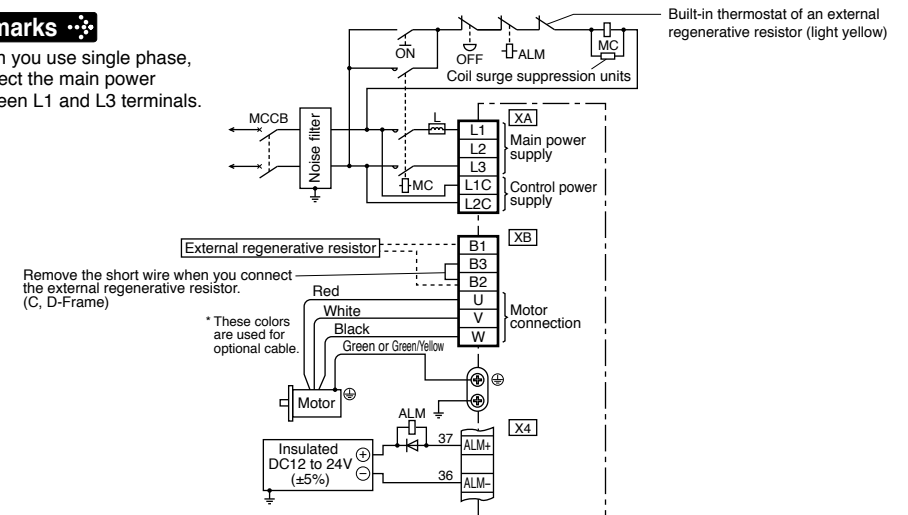 marks
n you use single phase,
ect the main power
een L1 and L3 terminals.
Built-in thermostat of an external
regenerative resistor (light yellow)
ON
OFF
ALM
MC
Coil surge suppression units
MCCB
Noise filter
L
MC
XA
L1
L2
L3
L1C
L2C
Main power
supply
Control power
supply
XB
External regenerative resistor
B1
B3
B2
U
V
W
Remove the short wire when you connect
the external regenerative resistor.
(C, D-Frame)
Red
White
Black
Green or Green/Yellow
* These colors
are used for
optional cable.
Motor
connection
Motor
ALM
X4
Insulated
DC12 to 24V
(±5%)
+
−
37
ALM+
36
ALM−